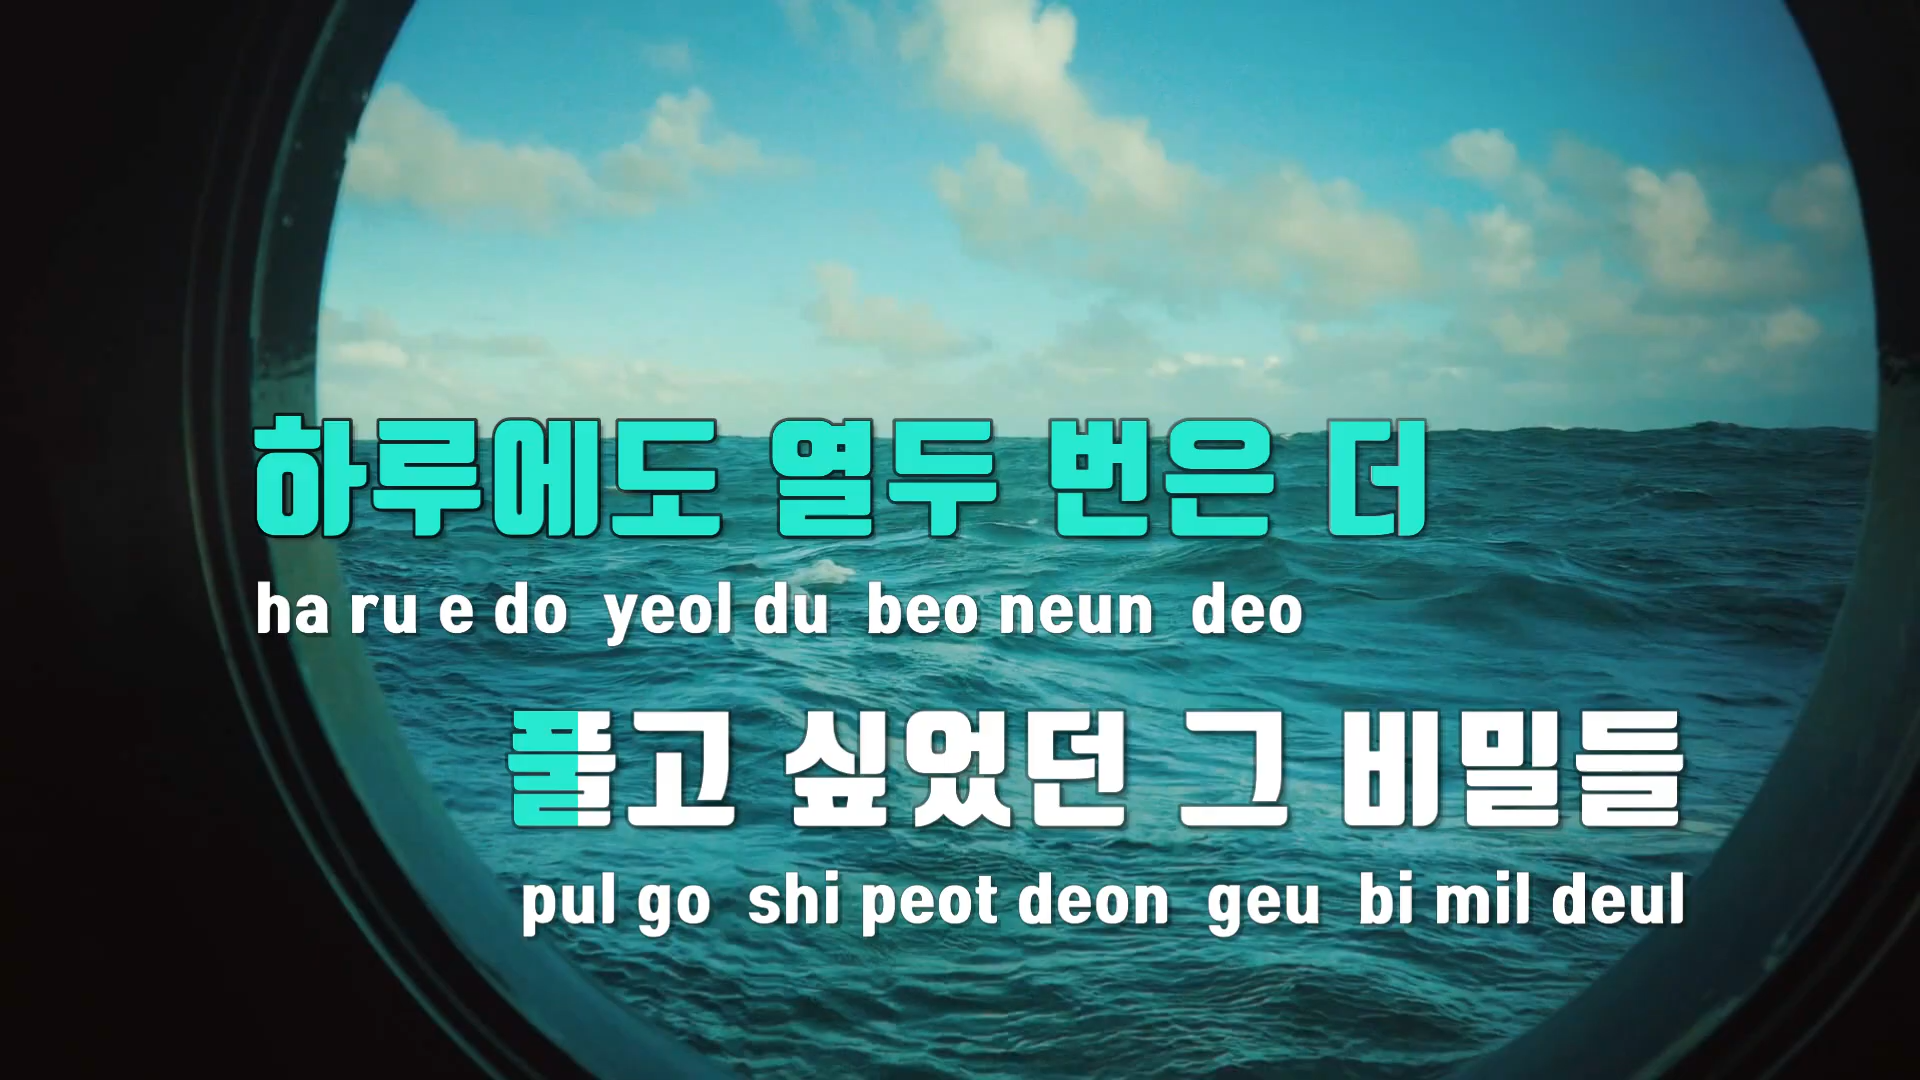 하루에도 열두 번은 더
ha ru e do yeol du beo neun deo
풀고 싶었던 그 비밀들
pul go shi peot deon geu bi mil deul